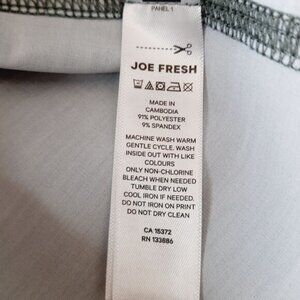 PANEL 1
JOE FRESH
MADE IN
CAMBODIA
91% POLYESTER
9% SPANDEX
MACHINE WASH WARM
GENTLE CYCLE. WASH
INSIDE OUT WITH LIKE
COLOURS
ONLY NON-CHLORINE
BLEACH WHEN NEEDED
TUMBLE DRY LOW
COOL IRON IF NEEDED.
DO NOT IRON ON PRINT
DO NOT DRY CLEAN
CA 15372
RN 133886